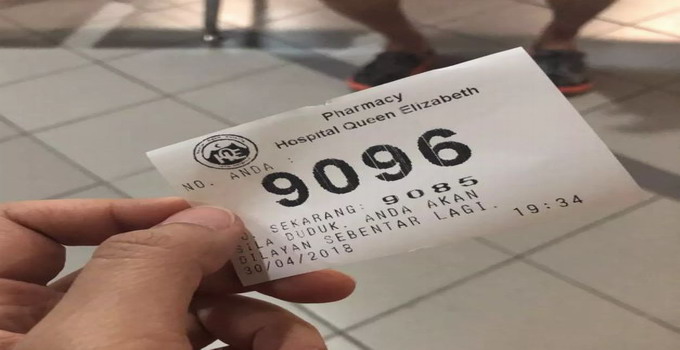 Pharmacy
Hospital Queen Elizabeth
HQE
NO. ANDA :
9096
SEKARANG: 9085
SILA DUDUK. ANDA AKAN
DILAYAN SEBENTAR LAGI.
30/04/2018 19:34